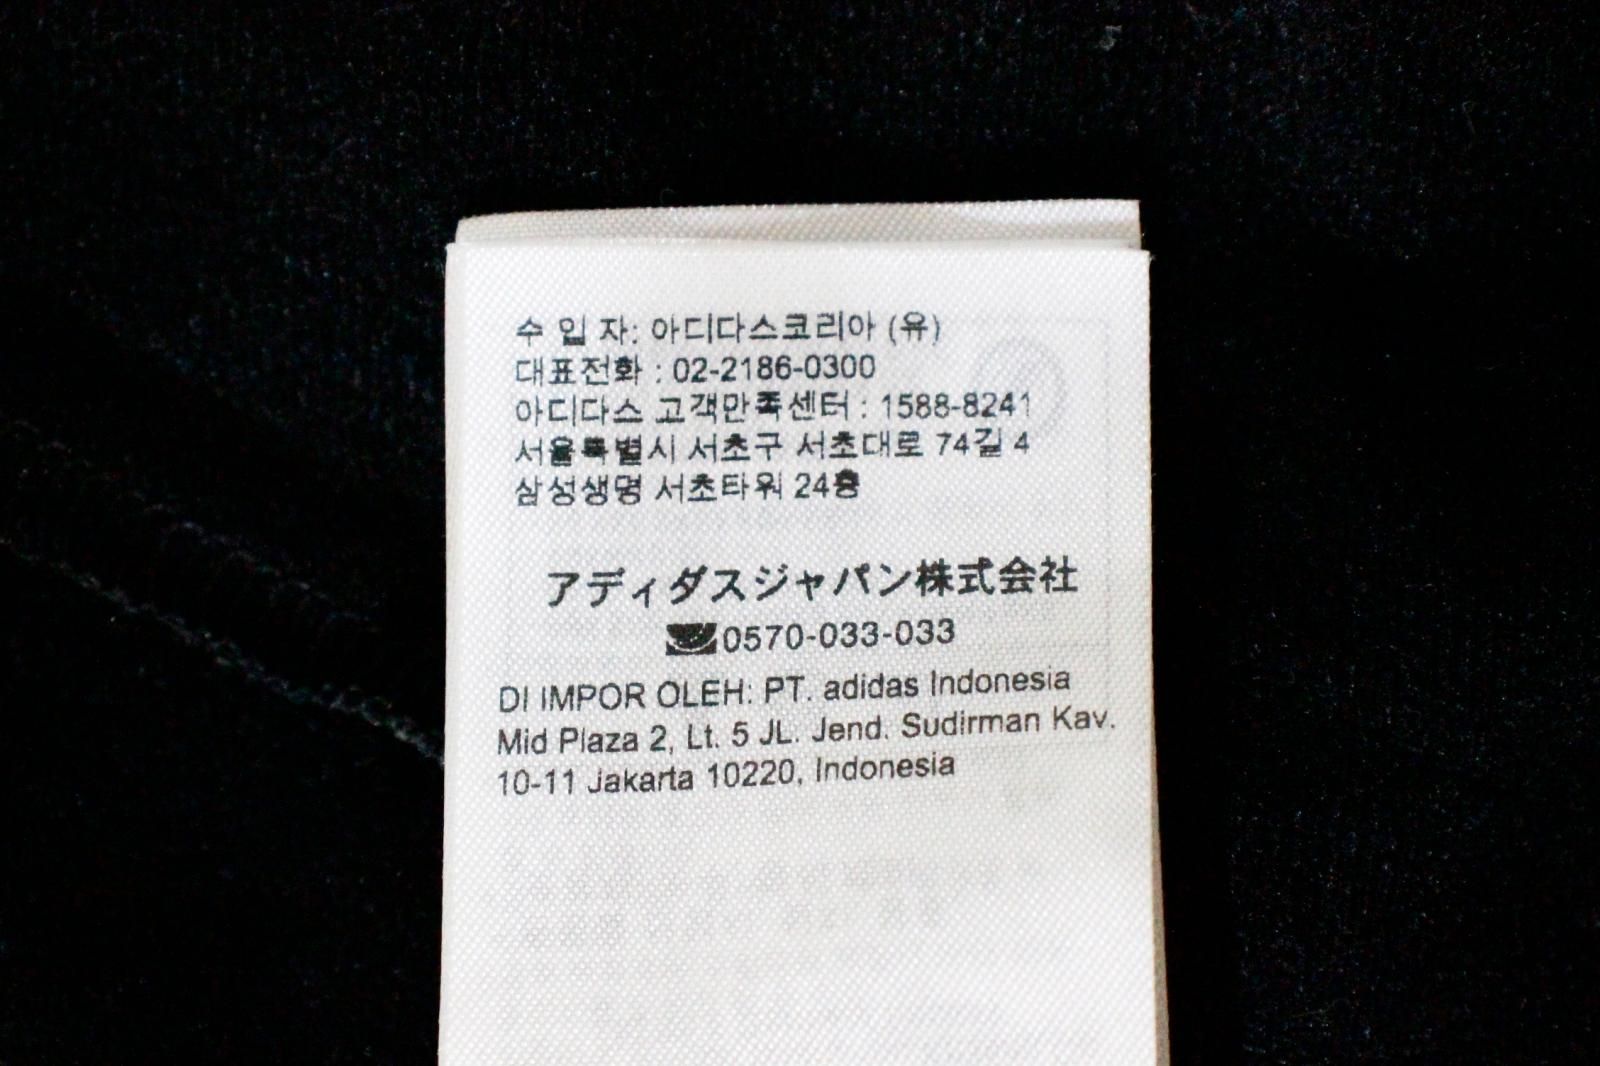 수 입 자: 아디다스코리아 (유)
대표전화 : 02-2186-0300
아디다스 고객만족센터 : 1588-8241
서울특별시 서초구 서초대로 74길 4
삼성생명 서초타워 24층
アディダスジャパン株式会社
0570-033-033
DI IMPOR OLEH: PT. adidas Indonesia
Mid Plaza 2, Lt. 5 JL. Jend. Sudirman Kav.
10-11 Jakarta 10220, Indonesia